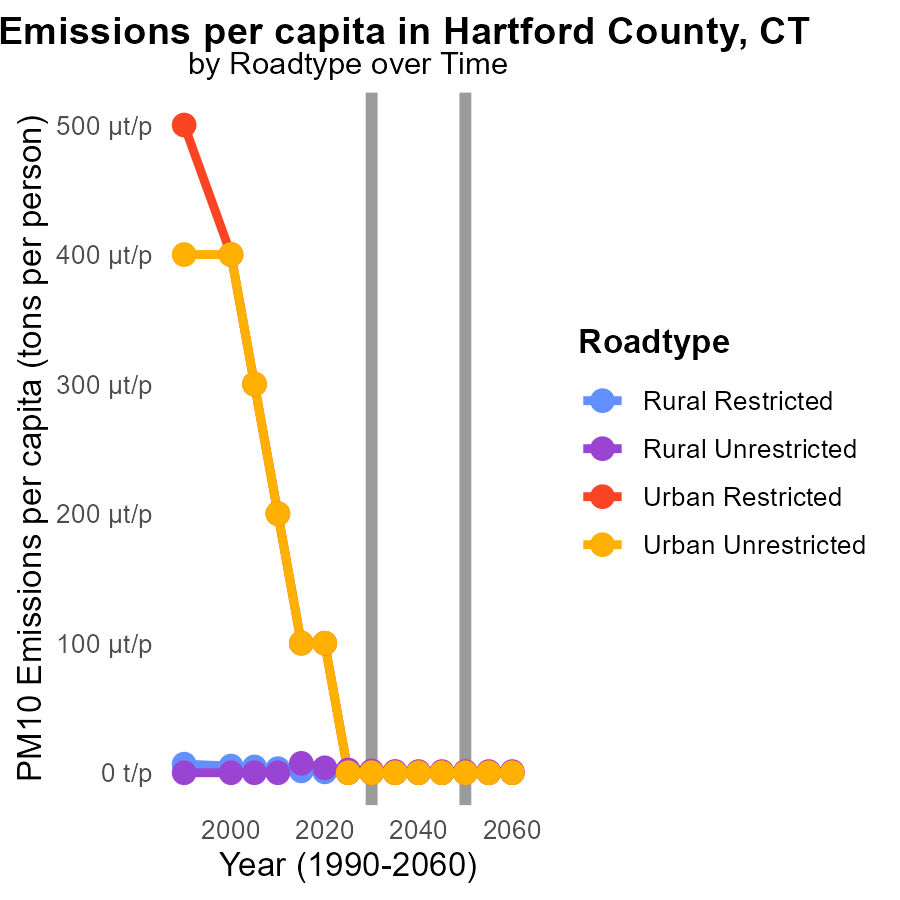 Emissions per capita in Hartford County, CT
by Roadtype over Time
PM10 Emissions per capita (tons per person)
500 µt/p
400 µt/p
300 µt/p
200 µt/p
100 µt/p
0 t/p
2000 2020 2040 2060
Year (1990-2060)
Roadtype
Rural Restricted
Rural Unrestricted
Urban Restricted
Urban Unrestricted